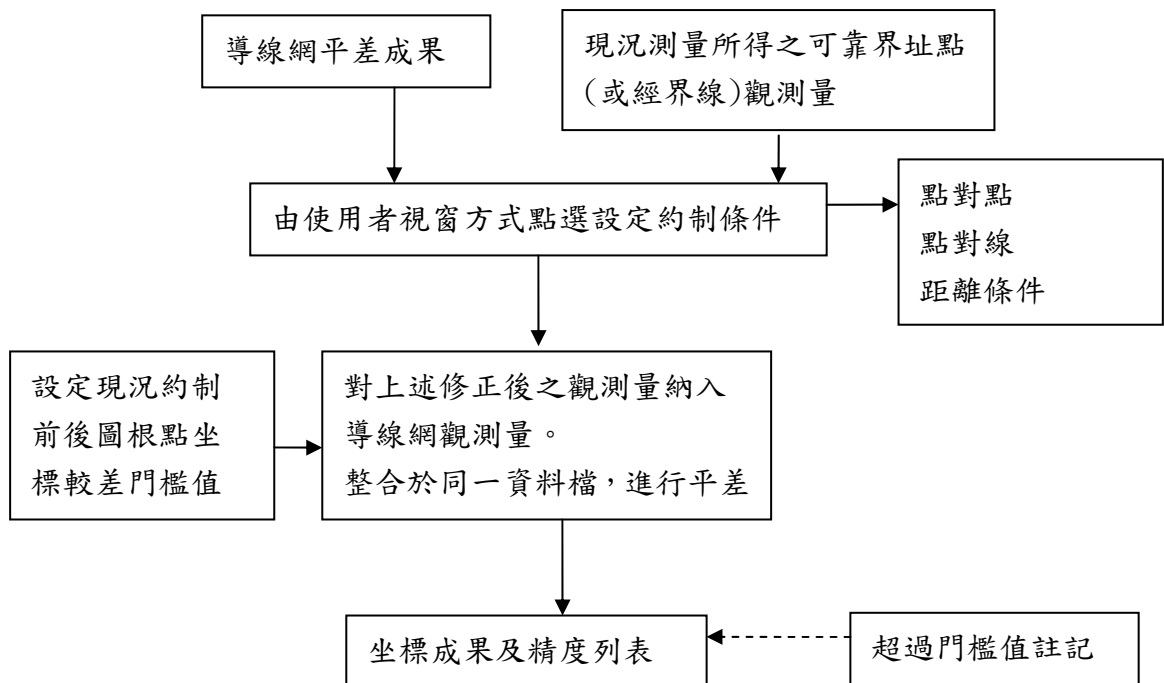 導線網平差成果
現況測量所得之可靠界址點
(或經界線)觀測量
由使用者視窗方式點選設定約制條件
點對點
點對線
距離條件
設定現況約制
前後圖根點坐
標較差門檻值
對上述修正後之觀測量納入
導線網觀測量。
整合於同一資料檔,進行平差
坐標成果及精度列表
超過門檻值註記